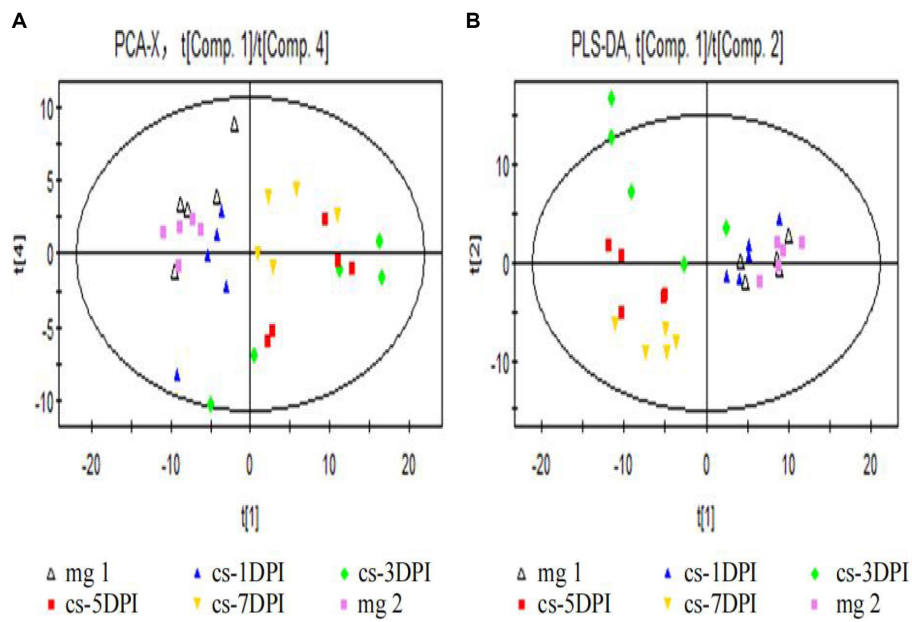 A
B
PCA-X, t[Comp. 1]/t[Comp. 4]
PLS-DA, t[Comp. 1]/t[Comp. 2]
10
5
0
-5
-10
t[4]
-20
-10
0
10
20
t[1]
10
0
-10
t[2]
-20
-10
0
10
20
t[1]
mg 1 cs-1DPI cs-3DPI
cs-5DPI cs-7DPI mg 2
mg 1 cs-1DPI cs-3DPI
cs-5DPI cs-7DPI mg 2